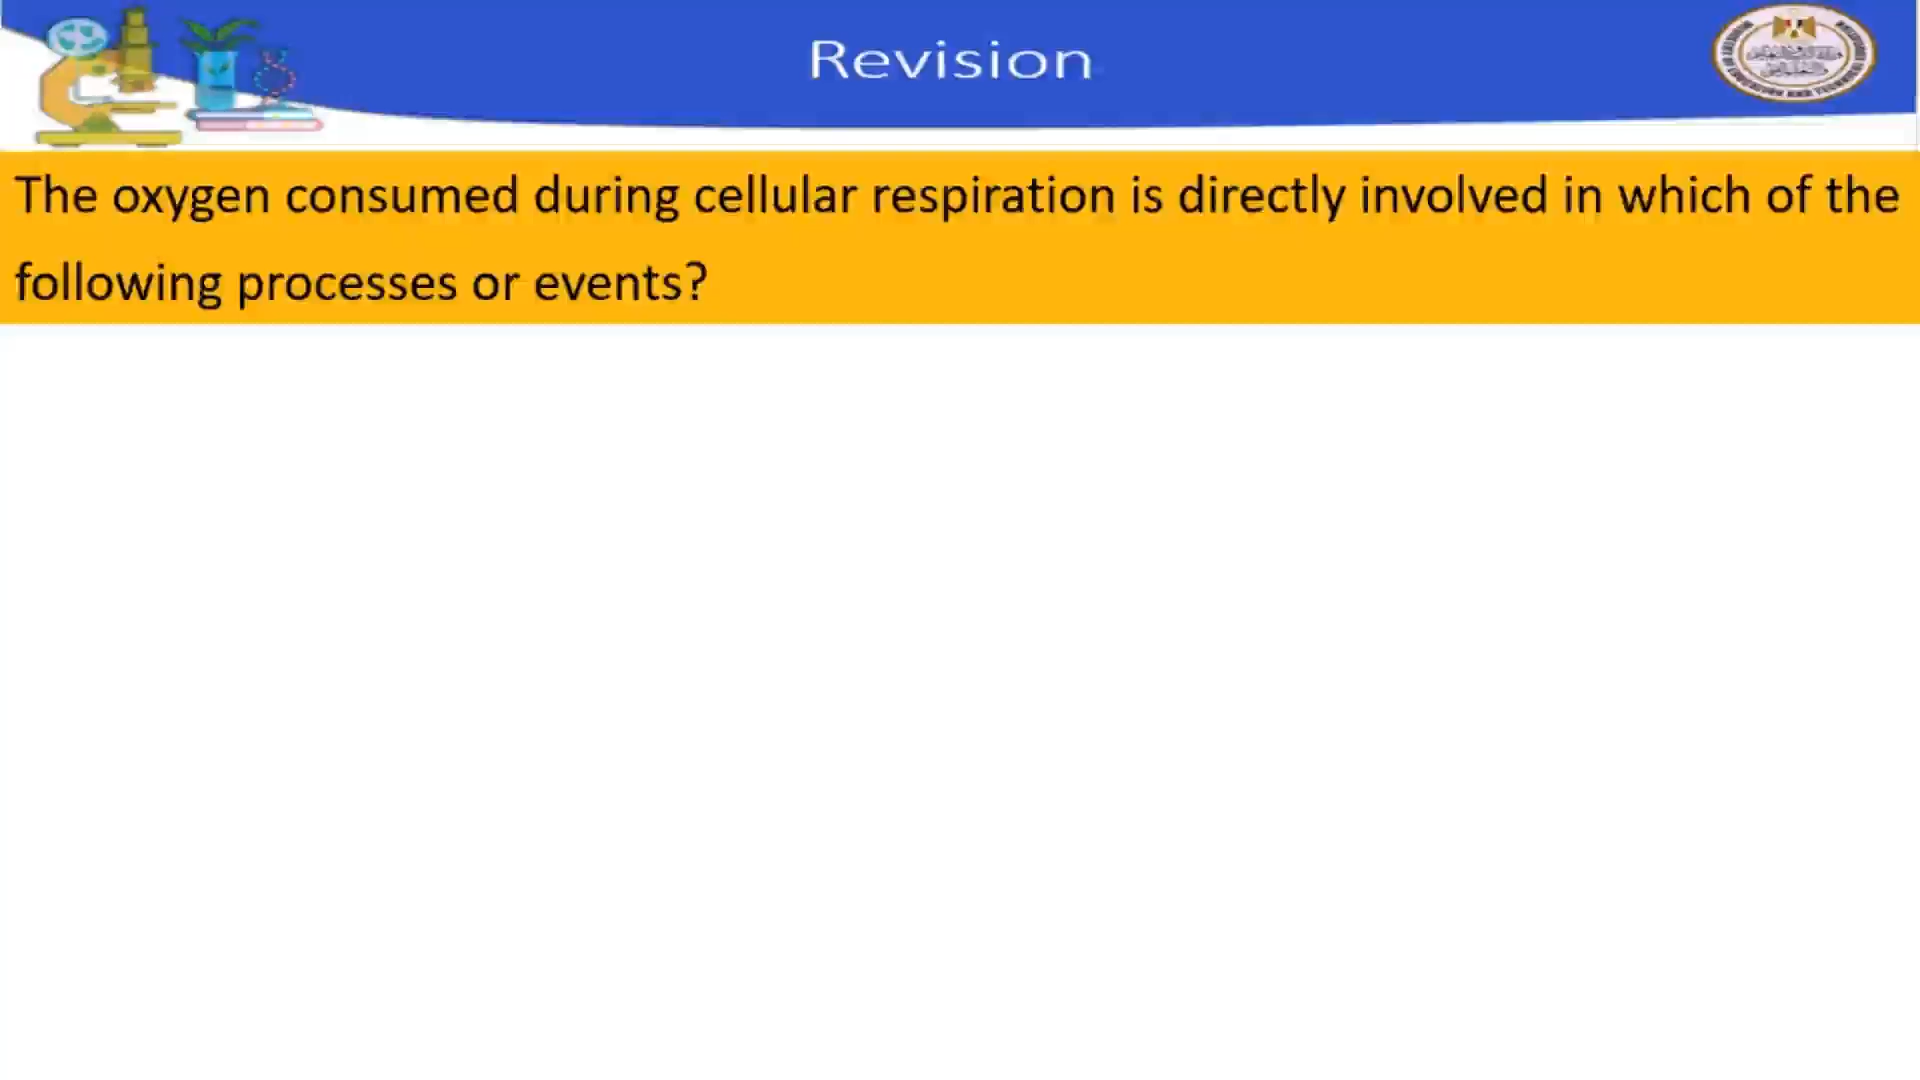 Revision
The oxygen consumed during cellular respiration is directly involved in which of the
following processes or events?